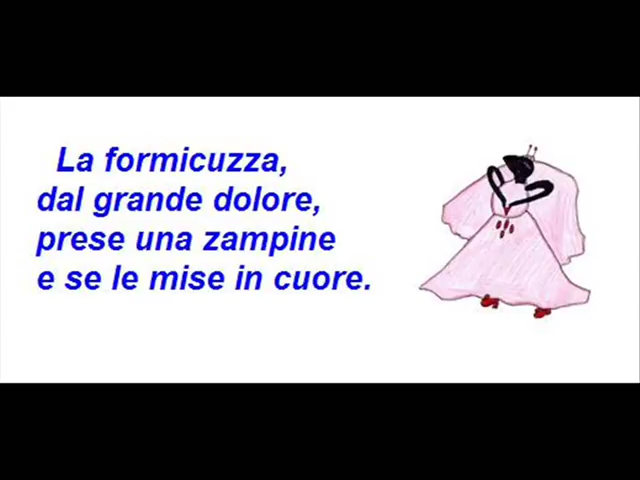 La formicuzza,
dal grande dolore,
prese una zampine
e se le mise in cuore.